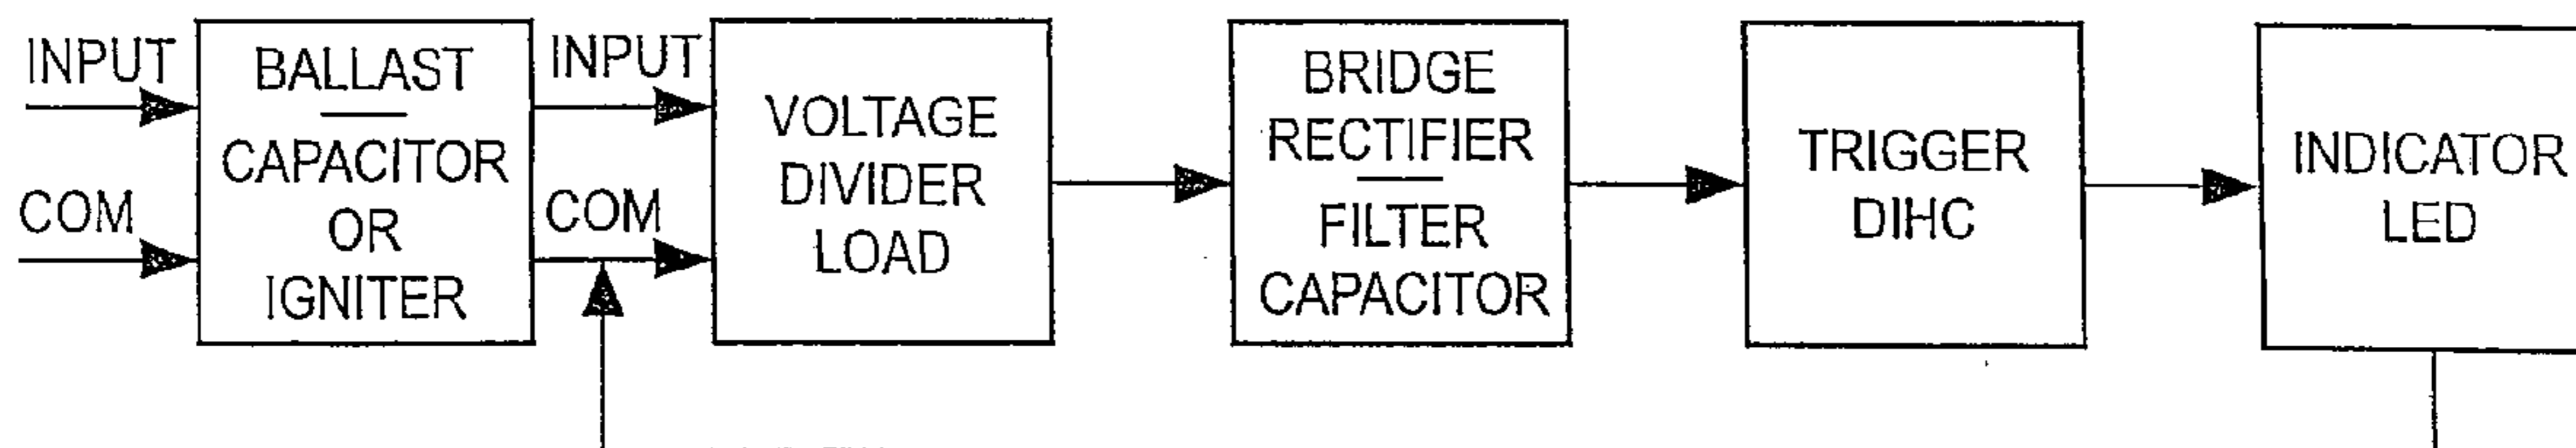 INPUT
COM
BALLAST
CAPACITOR
OR
IGNITER
INPUT
COM
VOLTAGE
DIVIDER
LOAD
BRIDGE
RECTIFIER
FILTER
CAPACITOR
TRIGGER
DIHC
INDICATOR
LED